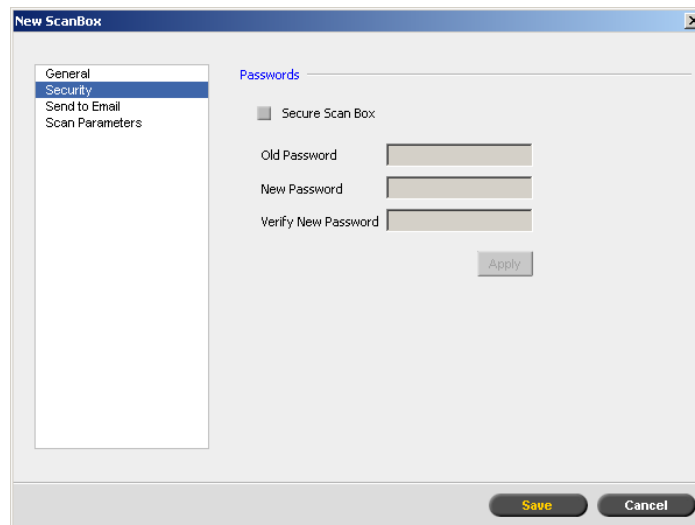 New ScanBox
General
Security
Send to Email
Scan Parameters
Passwords
Secure Scan Box
Old Password
New Password
Verify New Password
Apply
Save
Cancel